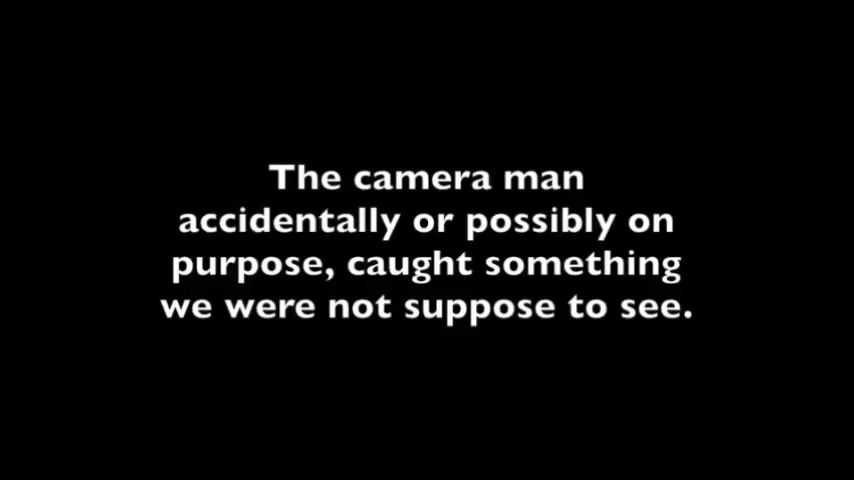 The camera man
accidentally or possibly on
purpose, caught something
we were not suppose to see.